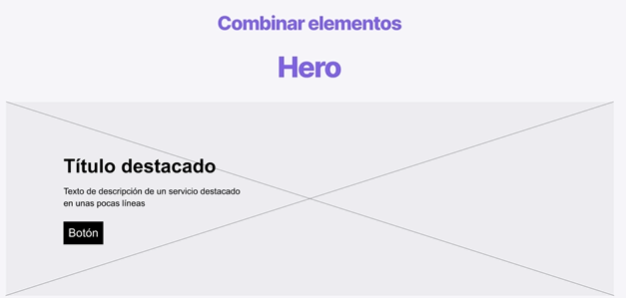 Combinar elementos
Hero
Título destacado
Texto de descripción de un servicio destacado
en unas pocas líneas
Botón